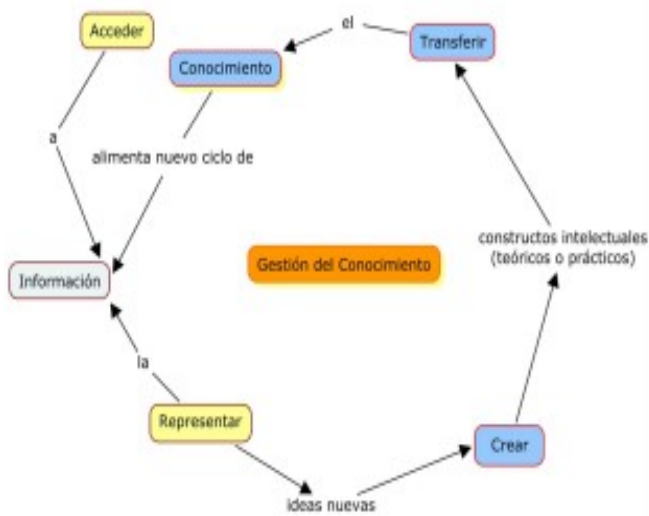 Acceder
el
Transferir
Conocimiento
a
alimenta nuevo ciclo de
constructos intelectuales
(teóricos o prácticos)
Gestión del Conocimiento
Información
la
Representar
Crear
ideas nuevas